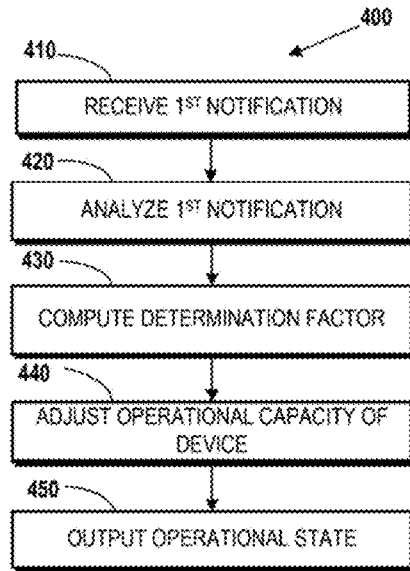 400
410
RECEIVE 1ST NOTIFICATION
420
ANALYZE 1ST NOTIFICATION
430
COMPUTE DETERMINATION FACTOR
440
ADJUST OPERATIONAL CAPACITY OF
DEVICE
450
OUTPUT OPERATIONAL STATE